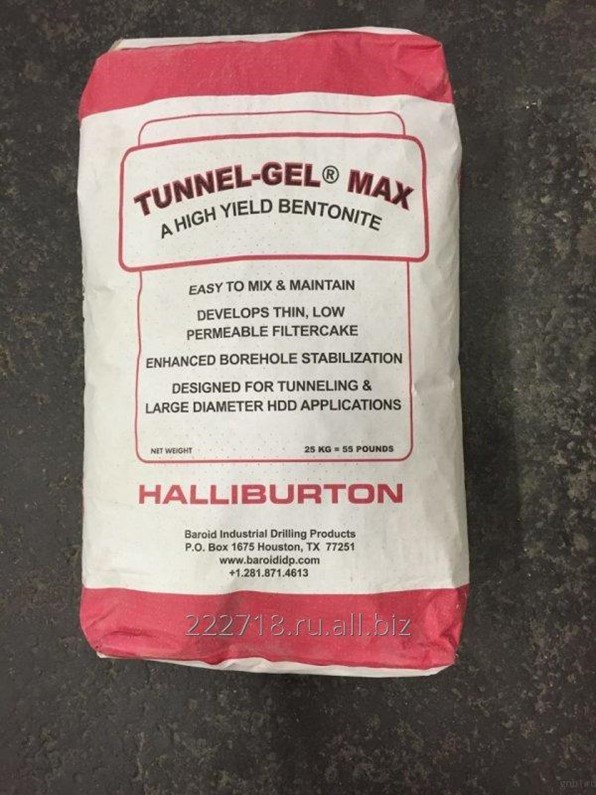 TUNNEL-GEL® MAX
A HIGH YIELD BENTONITE
EASY TO MIX & MAINTAIN
DEVELOPS THIN, LOW
PERMEABLE FILTERCAKE
ENHANCED BOREHOLE STABILIZATION
DESIGNED FOR TUNNELING &
LARGE DIAMETER HDD APPLICATIONS
NET WEIGHT 25 KG = 55 POUNDS
HALLIBURTON
Baroid Industrial Drilling Products
P.O. Box 1675 Houston, TX 77251
www.baroididp.com
+1.281.871.4613
222718.ru.all.biz